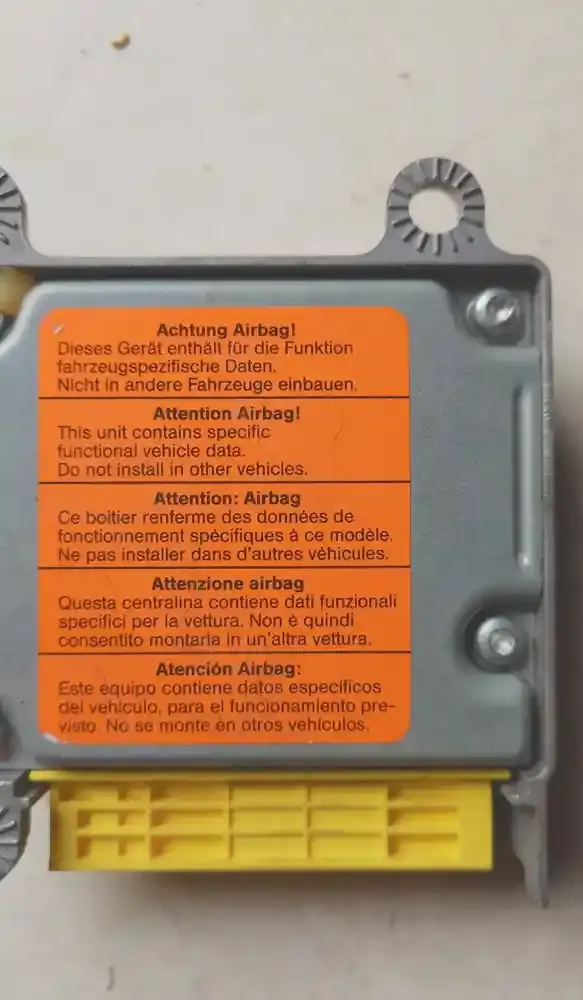 Achtung Airbag!
Dieses Gerät enthält für die Funktion
fahrzeugspezifische Daten.
Nicht in andere Fahrzeuge einbauen.
Attention Airbag!
This unit contains specific
functional vehicle data.
Do not install in other vehicles.
Attention: Airbag
Ce boitier renferme des données de
fonctionnement spécifiques à ce modèle.
Ne pas installer dans d'autres véhicules.
Attenzione airbag
Questa centralina contiene dati funzionali
specifici per la vettura. Non è quindi
consentito montarla in un'altra vettura.
Atención Airbag:
Este equipo contiene datos específicos
del vehículo, para el funcionamiento pre-
visto. No se monte en otros vehículos.